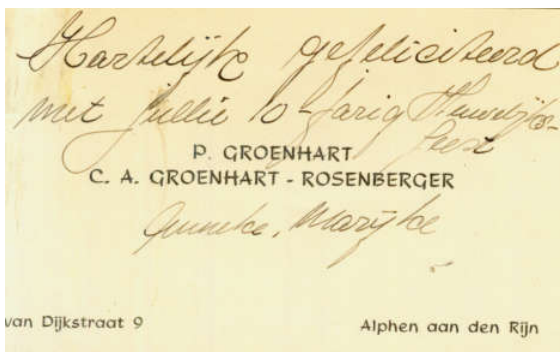 Hartelijk gefeliciteerd
met jullie 10-jarig Huwelijks-
feest
P. GROENHART
C. A. GROENHART - ROSENBERGER
Anneke, Marijke
van Dijkstraat 9
Alphen aan den Rijn